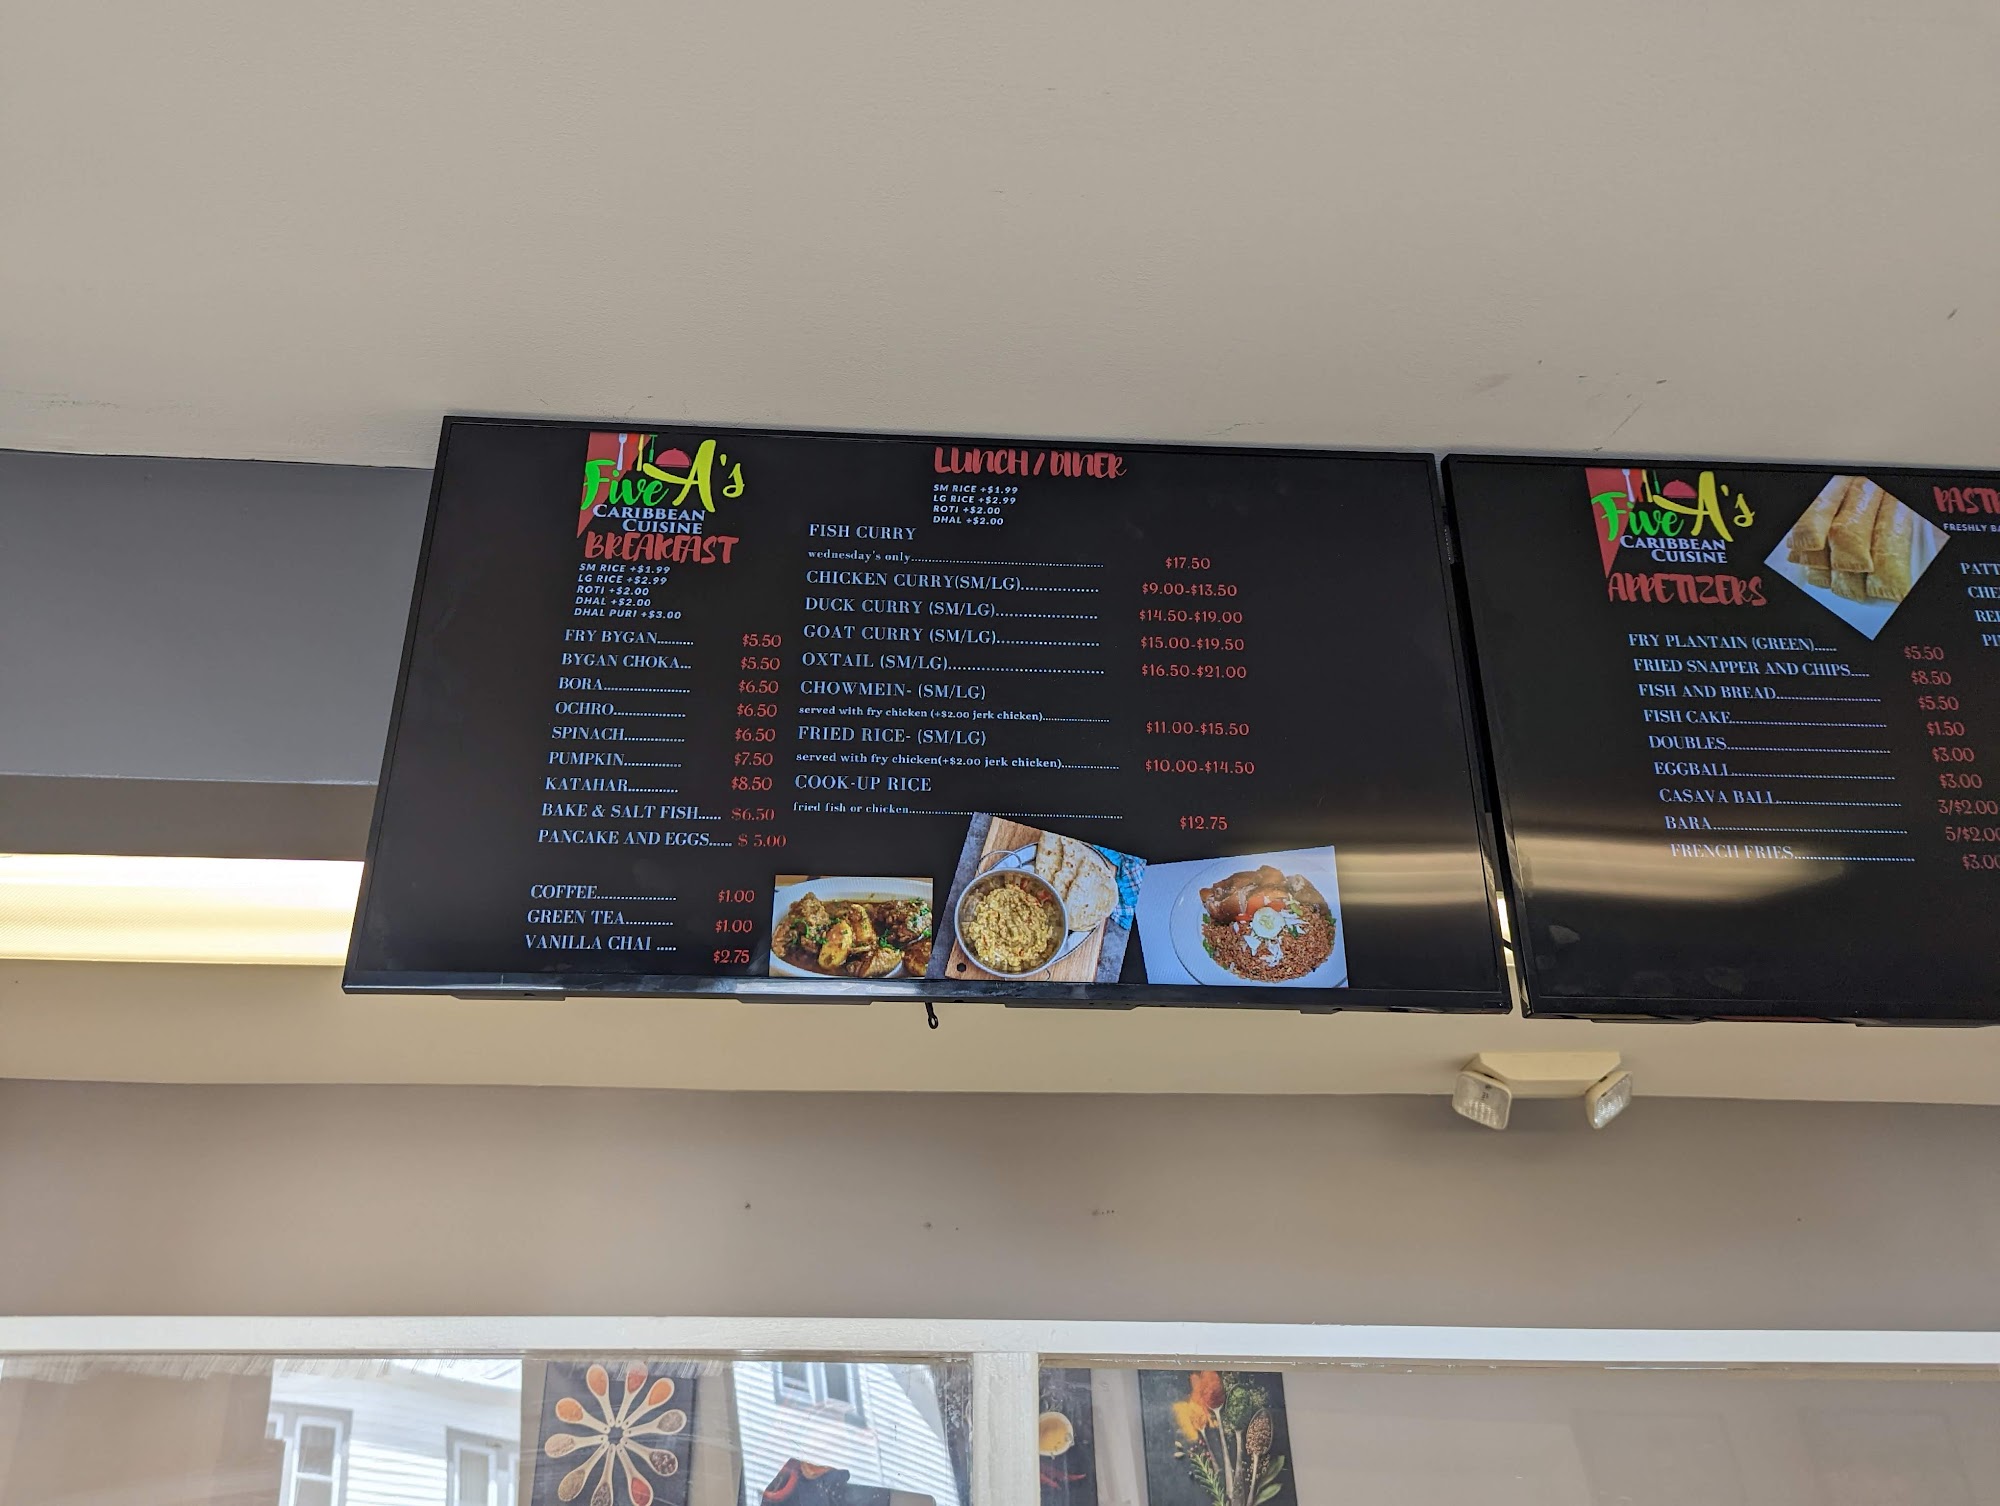 Five A's
CARIBBEAN
CUISINE
BREAKFAST
SM RICE +$1.99
LG RICE +$2.99
ROTI +$2.00
DHAL +$2.00
DHAL PURI +$3.00
FRY BYGAN.......... $5.50
BYGAN CHOKA... $5.50
BORA........................ $6.50
OCHRO.................... $6.50
SPINACH................. $6.50
PUMPKIN................ $7.50
KATAHAR.............. $8.50
BAKE & SALT FISH...... $6.50
PANCAKE AND EGGS...... $ 5.00
COFFEE...................... $1.00
GREEN TEA............. $1.00
VANILLA CHAI ..... $2.75
LUNCH / DINER
SM RICE +$1.99
LG RICE +$2.99
ROTI +$2.00
DHAL +$2.00
FISH CURRY
wednesday's only.......................................................... $17.50
CHICKEN CURRY(SM/LG)................... $9.00-$13.50
DUCK CURRY (SM/LG)......................... $14.50-$19.00
GOAT CURRY (SM/LG)......................... $15.00-$19.50
OXTAIL (SM/LG)...................................... $16.50-$21.00
CHOWMEIN- (SM/LG)
served with fry chicken (+$2.00 jerk chicken)..................... $11.00-$15.50
FRIED RICE- (SM/LG)
served with fry chicken(+$2.00 jerk chicken).................. $10.00-$14.50
COOK-UP RICE
fried fish or chicken.................................................................. $12.75
Five A's
CARIBBEAN
CUISINE
APPETIZERS
FRY PLANTAIN (GREEN)...... $5.50
FRIED SNAPPER AND CHIPS..... $8.50
FISH AND BREAD............................. $5.50
FISH CAKE........................................... $1.50
DOUBLES............................................. $3.00
EGGBALL............................................. $3.00
CASAVA BALL................................... 3/$2.00
BARA...................................................... 5/$2.00
FRENCH FRIES................................. $3.00
FRESHLY